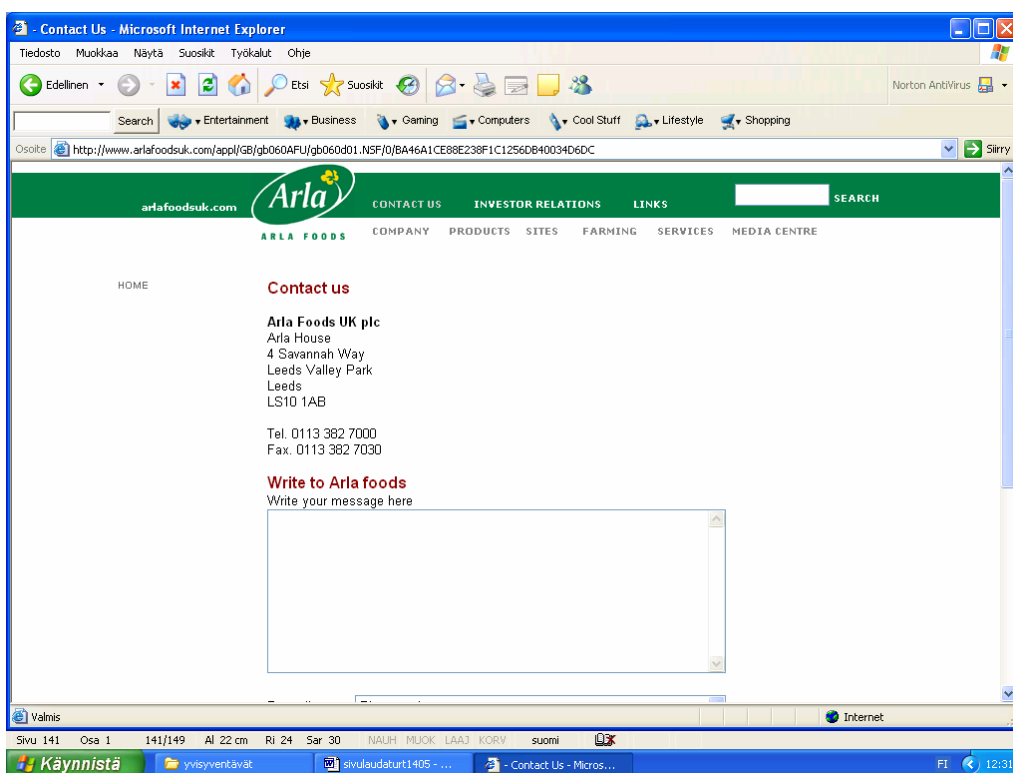 - Contact Us - Microsoft Internet Explorer
Tiedosto Muokkaa Näytä Suosikit Työkalut Ohje
Edellinen Etsi Suosikit Norton AntiVirus
Search Entertainment Business Gaming Computers Cool Stuff Lifestyle Shopping
Osoite http://www.arlafoodsuk.com/appl/GB/gb060AFU/gb060d01.NSF/0/BA46A1CE88E238F1C1256DB40034D6DC Siirry
arlafoodsuk.com Arla CONTACT US INVESTOR RELATIONS LINKS SEARCH
ARLA FOODS COMPANY PRODUCTS SITES FARMING SERVICES MEDIA CENTRE
HOME
Contact us
Arla Foods UK plc
Arla House
4 Savannah Way
Leeds Valley Park
Leeds
LS10 1AB
Tel. 0113 382 7000
Fax. 0113 382 7030
Write to Arla foods
Write your message here
Valmis Internet
Sivu 141 Osa 1 141/149 Al 22 cm Ri 24 Sar 30 NAUH MUOK LAAJ KORV suomi
Käynnistä yvisyventävät sivulaudaturt1405 - ... - Contact Us - Micros... FI 12:31